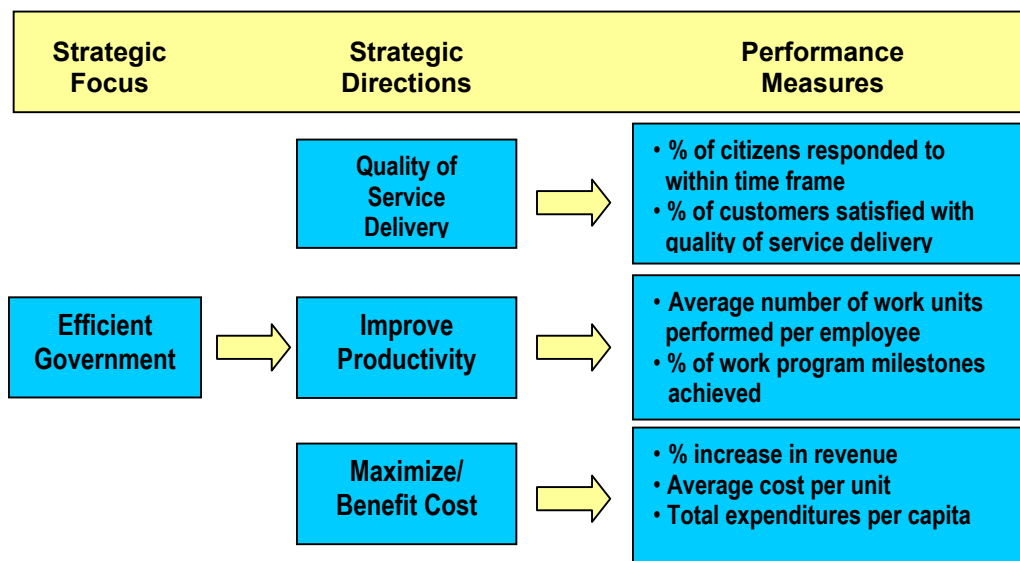 Strategic
Focus
Strategic
Directions
Performance
Measures
Quality of
Service
Delivery
• % of citizens responded to
within time frame
• % of customers satisfied with
quality of service delivery
Efficient
Government
Improve
Productivity
• Average number of work units
performed per employee
• % of work program milestones
achieved
Maximize/
Benefit Cost
• % increase in revenue
• Average cost per unit
• Total expenditures per capita